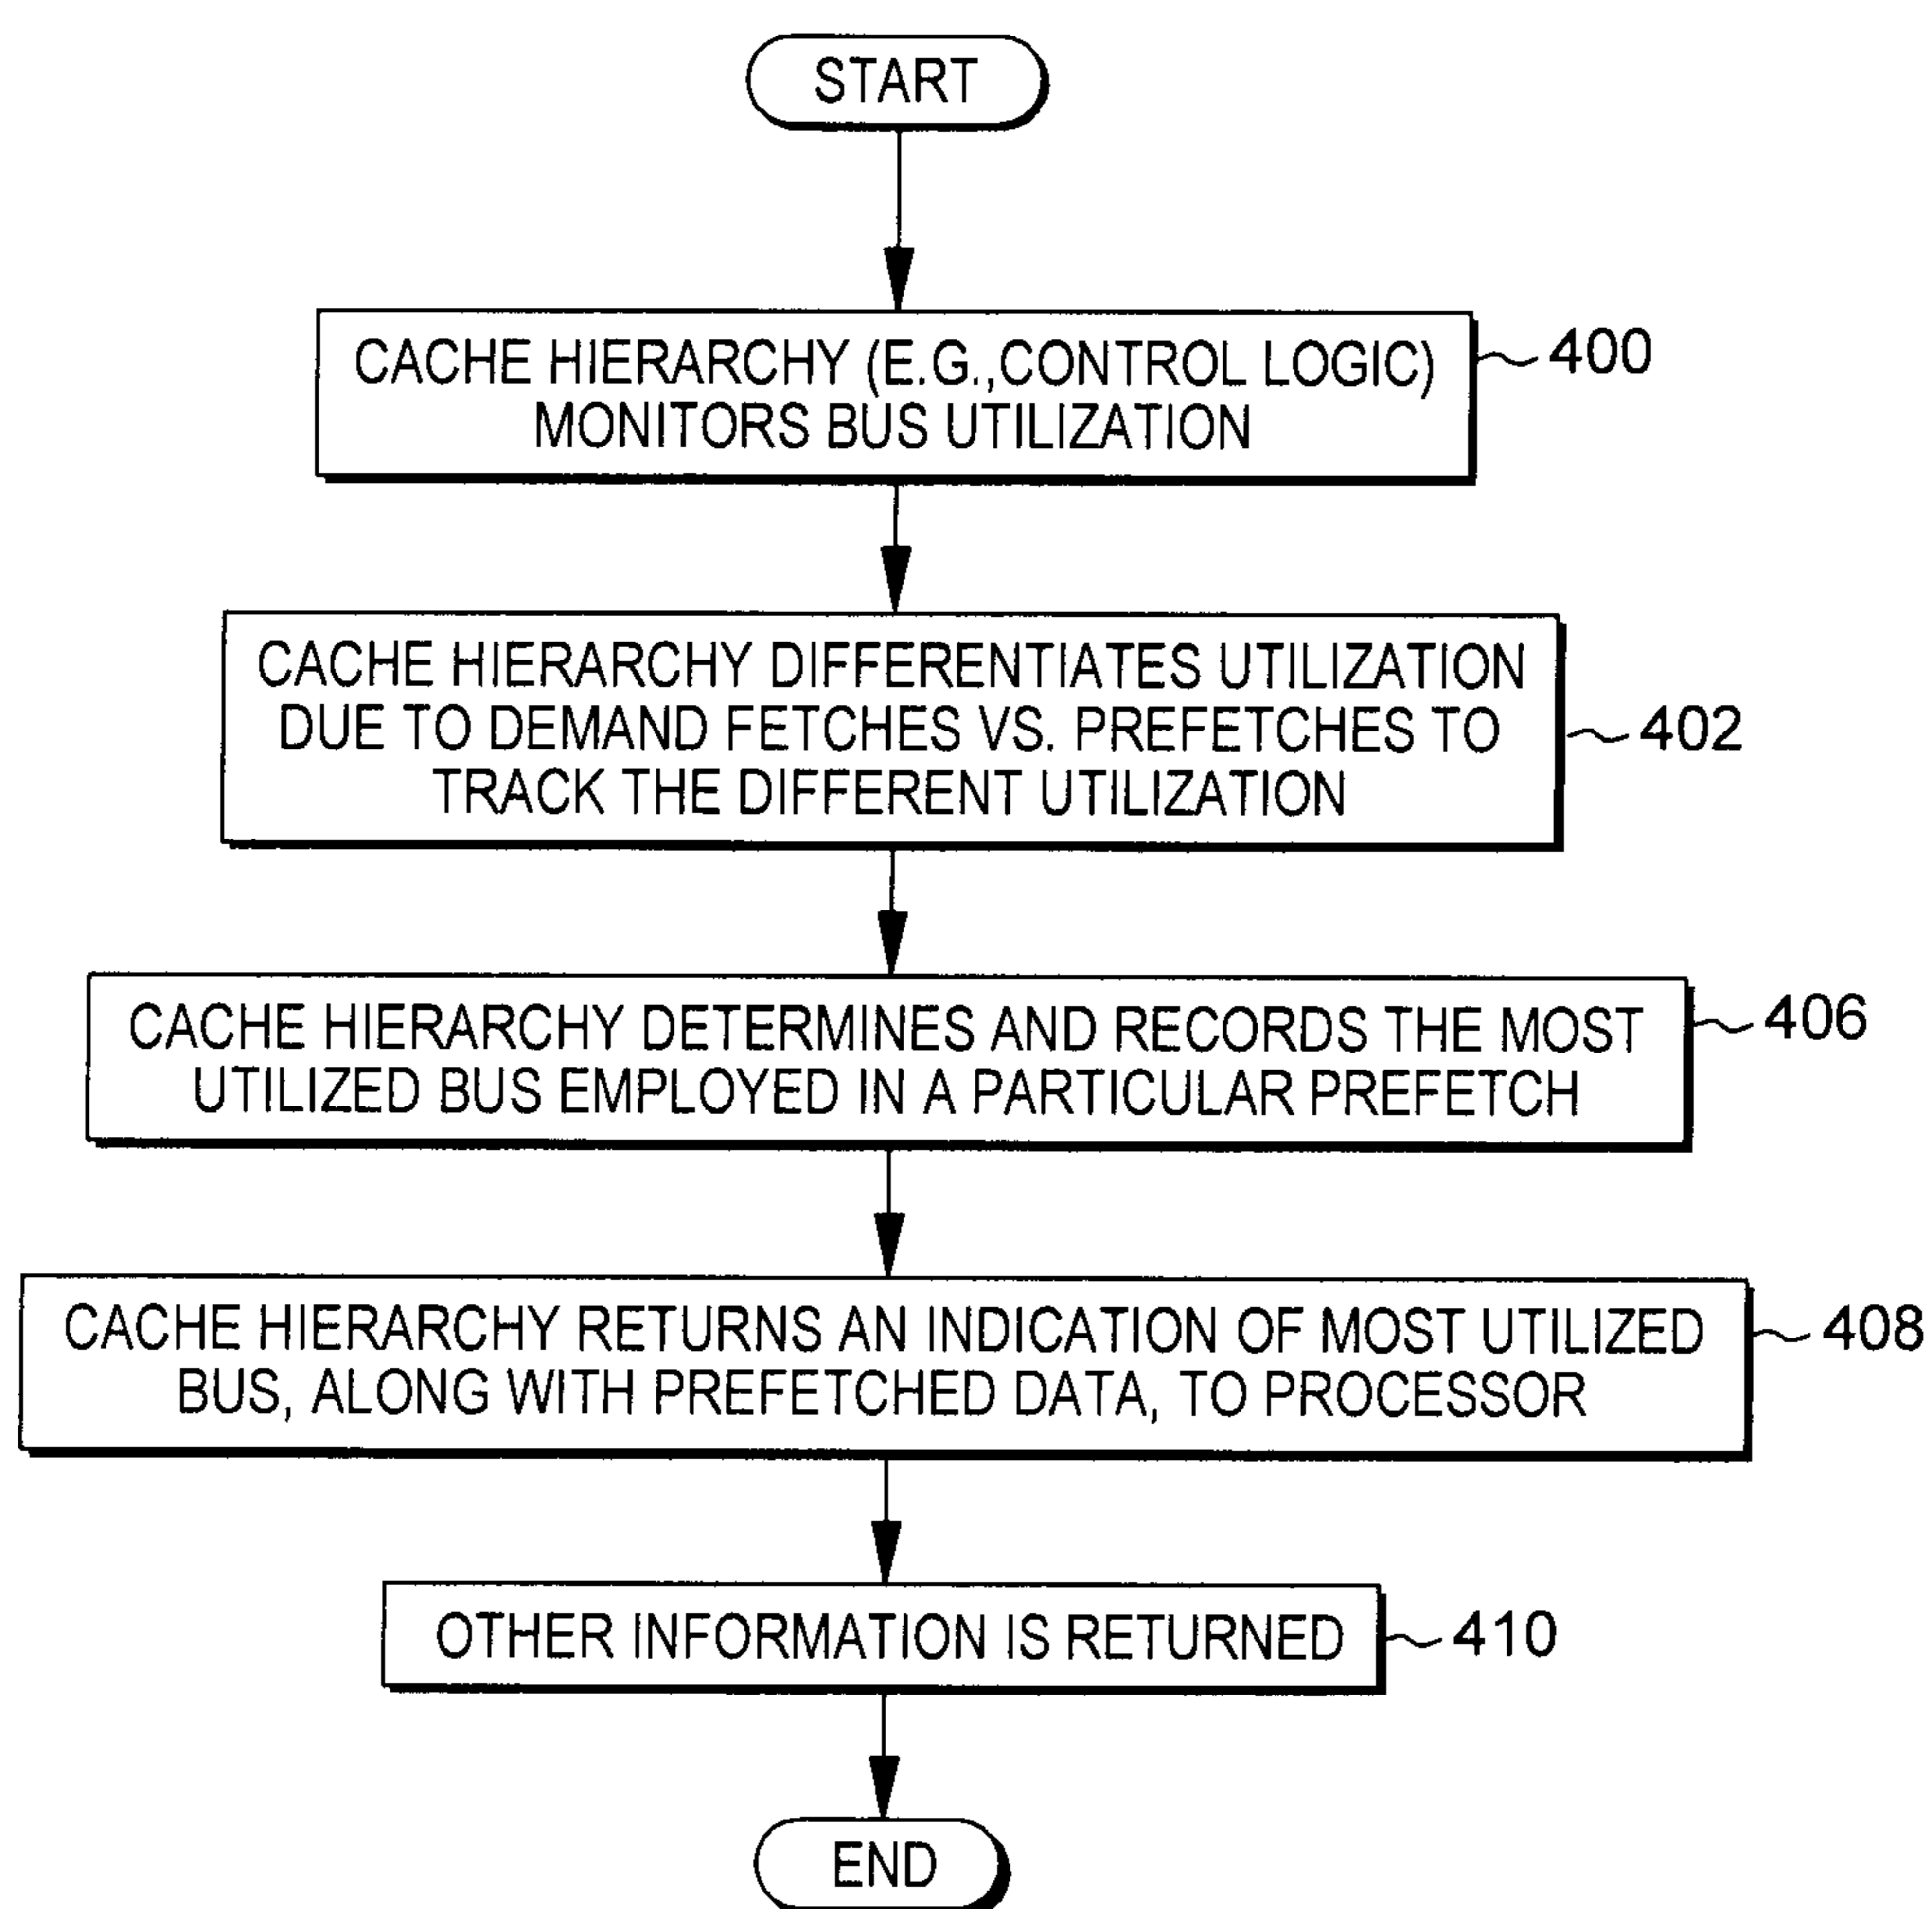 START
CACHE HIERARCHY (E.G.,CONTROL LOGIC)
MONITORS BUS UTILIZATION
400
CACHE HIERARCHY DIFFERENTIATES UTILIZATION
DUE TO DEMAND FETCHES VS. PREFETCHES TO
TRACK THE DIFFERENT UTILIZATION
402
CACHE HIERARCHY DETERMINES AND RECORDS THE MOST
UTILIZED BUS EMPLOYED IN A PARTICULAR PREFETCH
406
CACHE HIERARCHY RETURNS AN INDICATION OF MOST UTILIZED
BUS, ALONG WITH PREFETCHED DATA, TO PROCESSOR
408
OTHER INFORMATION IS RETURNED
410
END